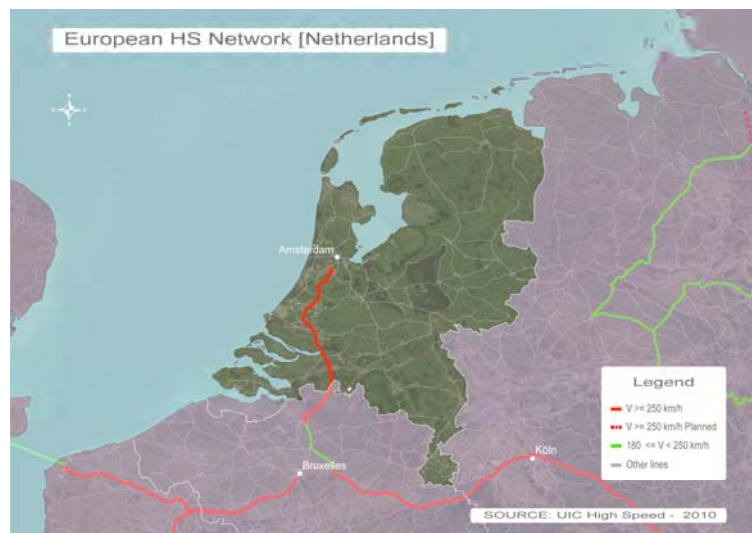 European HS Network [Netherlands]
Amsterdam
Legend
V >= 250 km/h
V >= 250 km/h Planned
180 <= V < 250 km/h
Other lines
Köln
Bruxelles
SOURCE: UIC High Speed - 2010